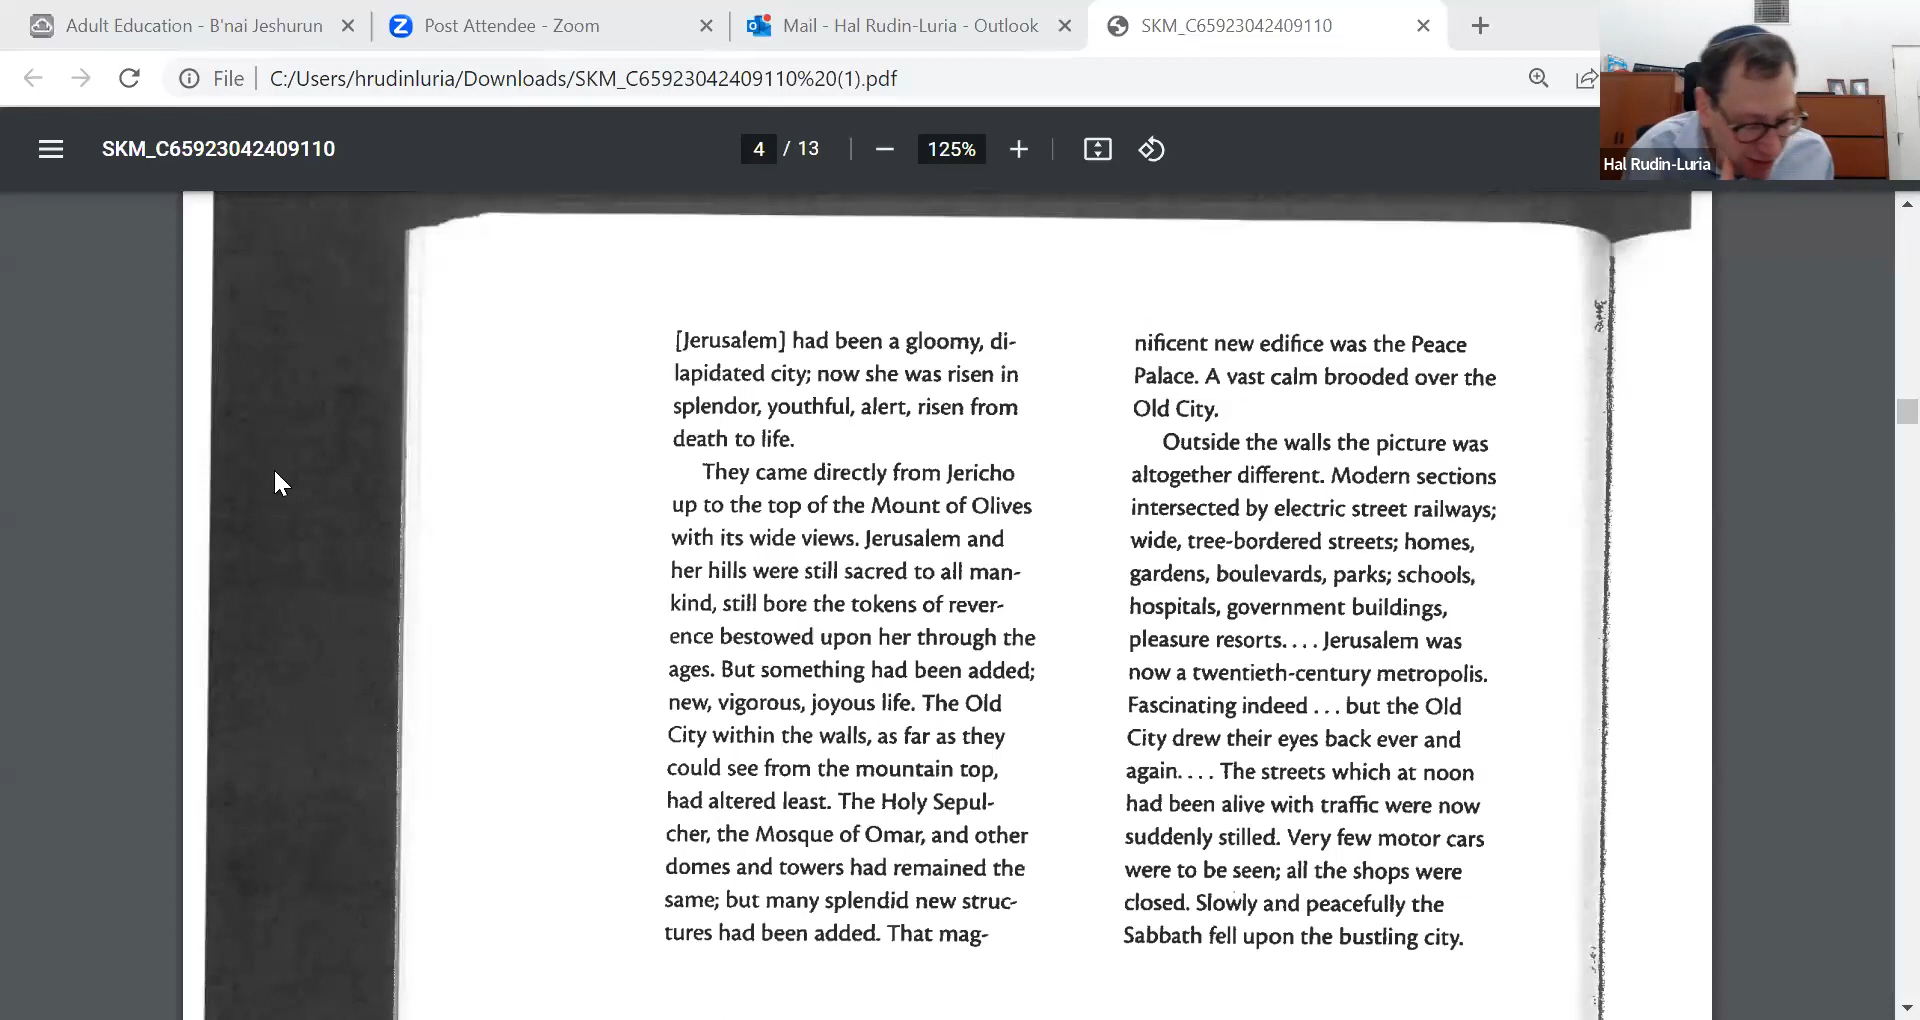 Adult Education - B'nai Jeshurun
Post Attendee - Zoom
Mail - Hal Rudin-Luria - Outlook
SKM_C65923042409110
File
C:/Users/hrudinluria/Downloads/SKM_C65923042409110%20(1).pdf
SKM_C65923042409110
4 / 13
125%
Hal Rudin-Luria
[Jerusalem] had been a gloomy, di-
lapidated city; now she was risen in
splendor, youthful, alert, risen from
death to life.
They came directly from Jericho
up to the top of the Mount of Olives
with its wide views. Jerusalem and
her hills were still sacred to all man-
kind, still bore the tokens of rever-
ence bestowed upon her through the
ages. But something had been added;
new, vigorous, joyous life. The Old
City within the walls, as far as they
could see from the mountain top,
had altered least. The Holy Sepul-
cher, the Mosque of Omar, and other
domes and towers had remained the
same; but many splendid new struc-
tures had been added. That mag-
nificent new edifice was the Peace
Palace. A vast calm brooded over the
Old City.
Outside the walls the picture was
altogether different. Modern sections
intersected by electric street railways;
wide, tree-bordered streets; homes,
gardens, boulevards, parks; schools,
hospitals, government buildings,
pleasure resorts. . . . Jerusalem was
now a twentieth-century metropolis.
Fascinating indeed . . . but the Old
City drew their eyes back ever and
again. . . . The streets which at noon
had been alive with traffic were now
suddenly stilled. Very few motor cars
were to be seen; all the shops were
closed. Slowly and peacefully the
Sabbath fell upon the bustling city.